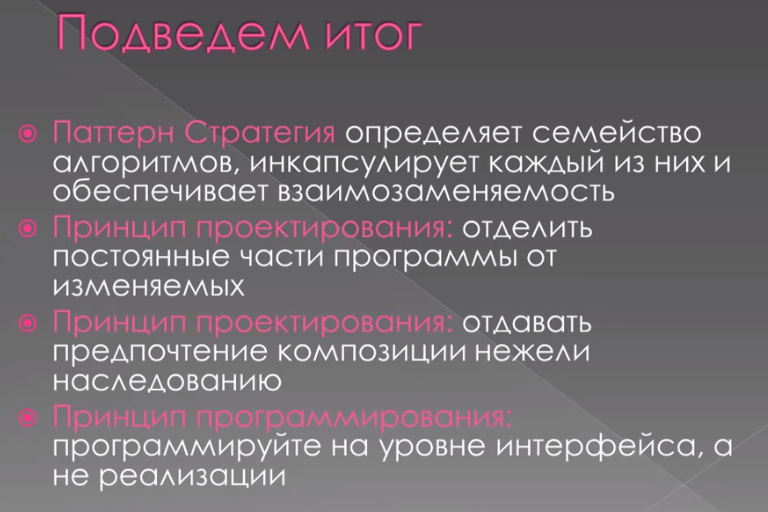 Подведем итог
Паттерн Стратегия определяет семейство
алгоритмов, инкапсулирует каждый из них и
обеспечивает взаимозаменяемость
Принцип проектирования: отделить
постоянные части программы от
изменяемых
Принцип проектирования: отдавать
предпочтение композиции нежели
наследованию
Принцип программирования:
программируйте на уровне интерфейса, а
не реализации